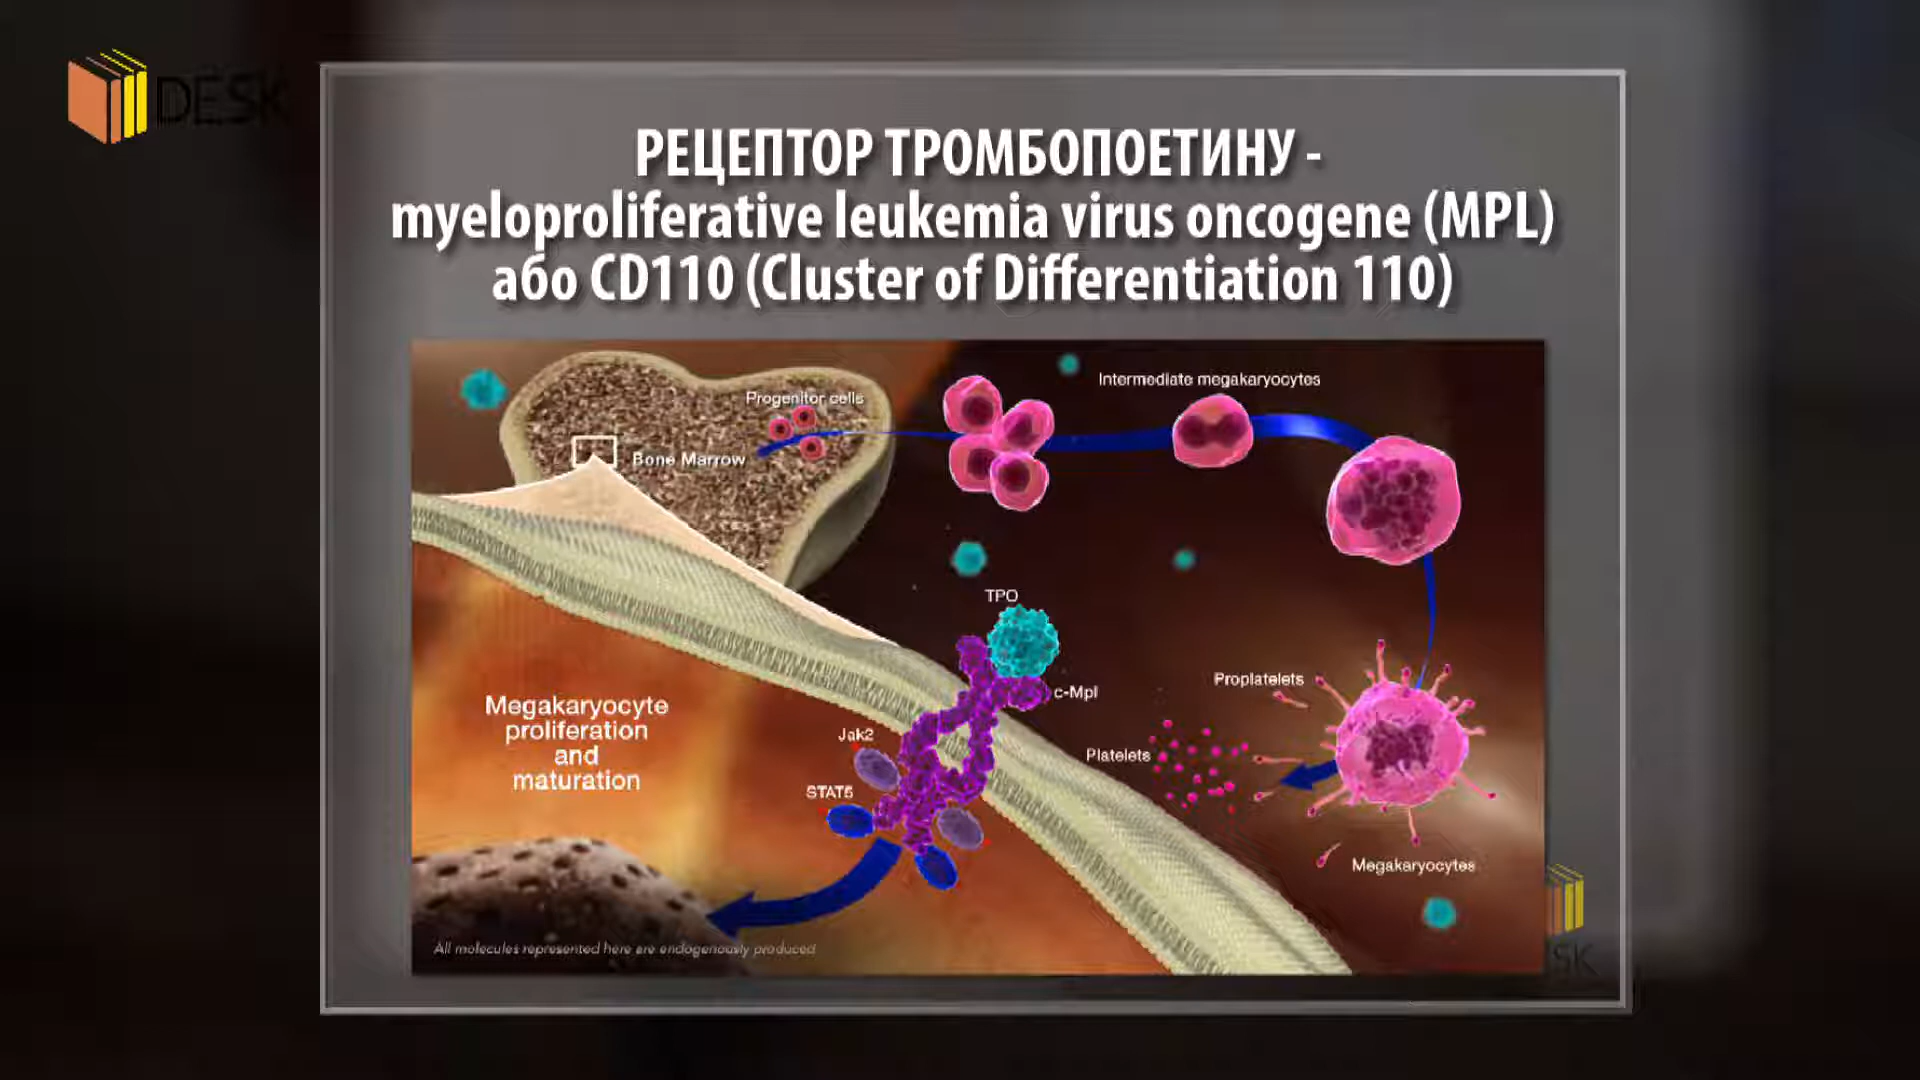 DESK
РЕЦЕПТОР ТРОМБОПОЕТИНУ -
myeloproliferative leukemia virus oncogene (MPL)
або CD110 (Cluster of Differentiation 110)
Intermediate megakaryocytes
Progenitor cells
Bone Marrow
TPO
c-Mpl
Proplatelets
Megakaryocyte
proliferation
and
maturation
Jak2
Platelets
STAT5
Megakaryocytes
All molecules represented here are endogenously produced
SK